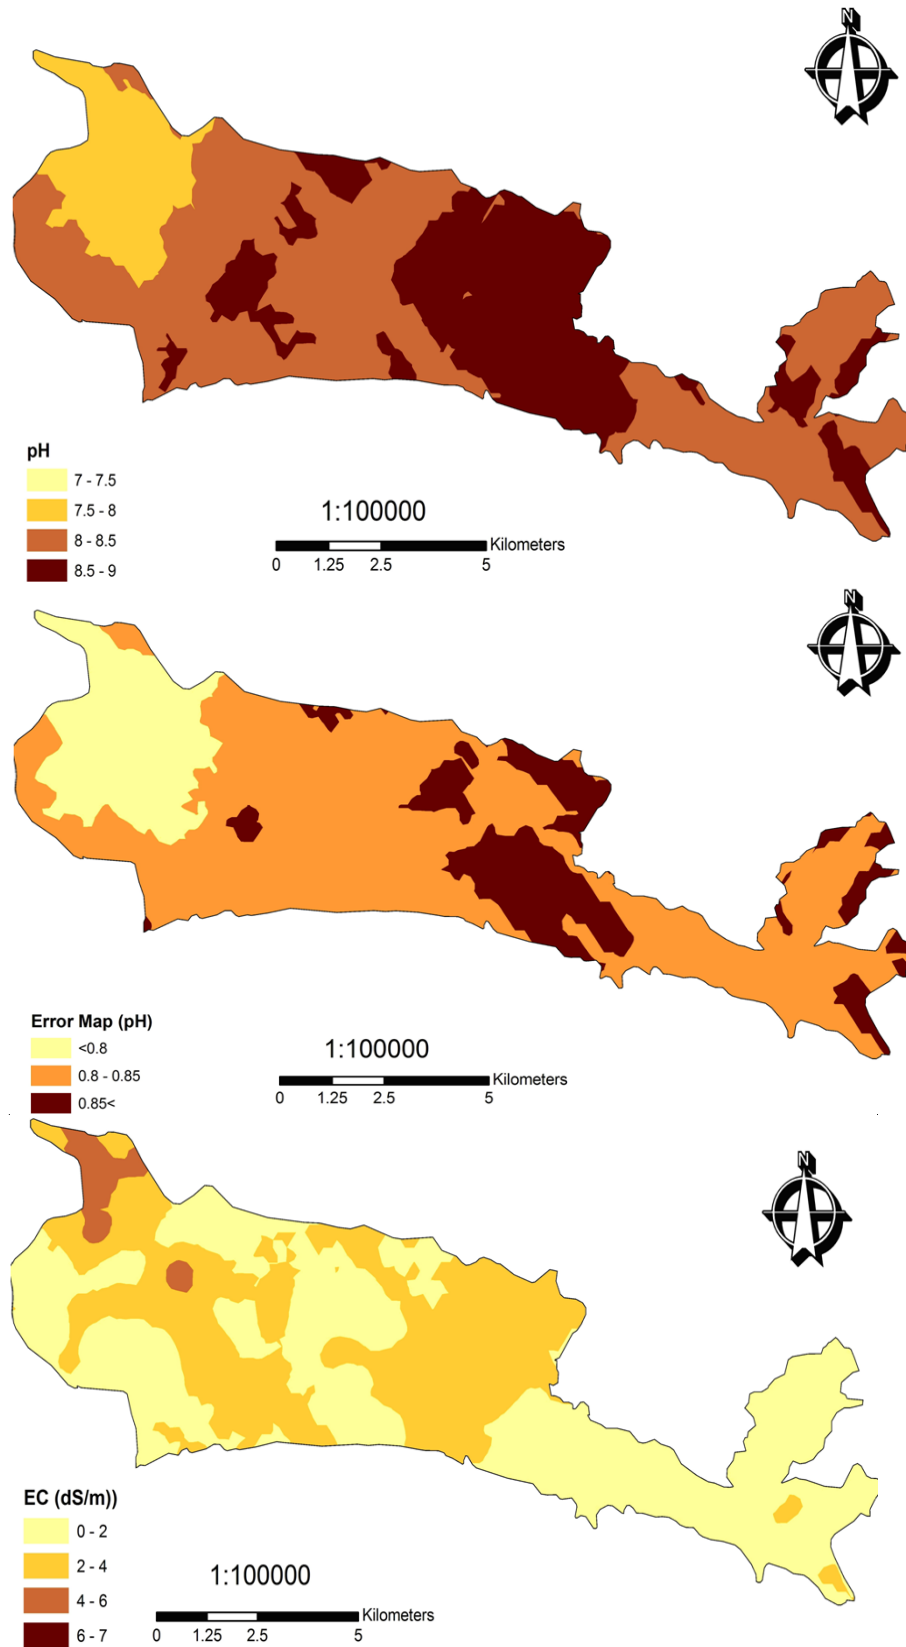 N
pH
7 - 7.5
7.5 - 8
8 - 8.5
8.5 - 9
1:100000
Kilometers
0 1.25 2.5 5
N
Error Map (pH)
<0.8
0.8 - 0.85
0.85<
1:100000
Kilometers
0 1.25 2.5 5
N
EC (dS/m))
0 - 2
2 - 4
4 - 6
6 - 7
1:100000
Kilometers
0 1.25 2.5 5